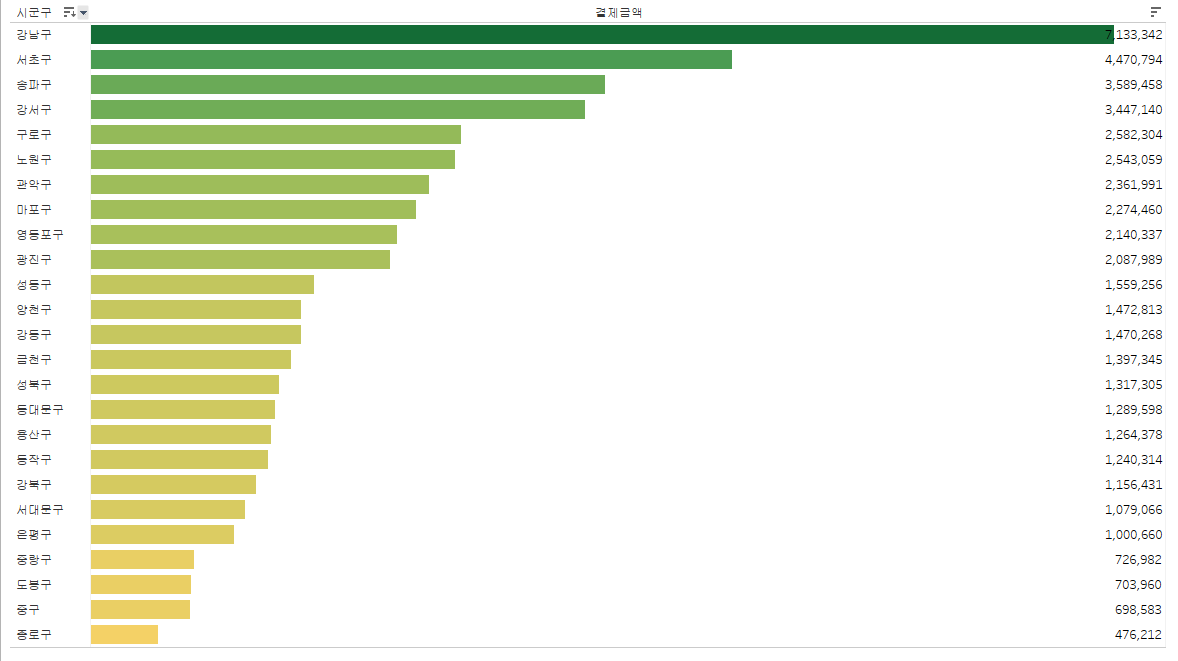 시군구 결제금액
강남구 7,133,342
서초구 4,470,794
송파구 3,589,458
강서구 3,447,140
구로구 2,582,304
노원구 2,543,059
관악구 2,361,991
마포구 2,274,460
영등포구 2,140,337
광진구 2,087,989
성동구 1,559,256
양천구 1,472,813
강동구 1,470,268
금천구 1,397,345
성북구 1,317,305
동대문구 1,289,598
용산구 1,264,378
동작구 1,240,314
강북구 1,156,431
서대문구 1,079,066
은평구 1,000,660
중랑구 726,982
도봉구 703,960
중구 698,583
종로구 476,212